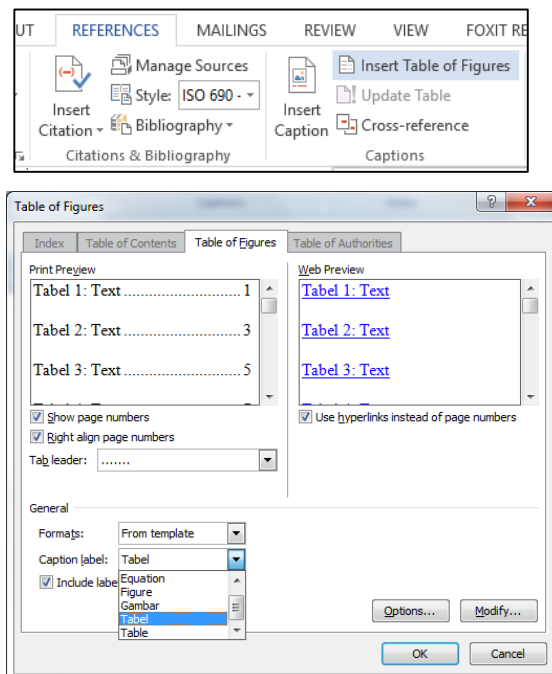 UT REFERENCES MAILINGS REVIEW VIEW FOXIT RE
Manage Sources
Style: ISO 690 -
Insert Citation
Bibliography
Citations & Bibliography
Insert Caption
Insert Table of Figures
Update Table
Cross-reference
Captions
Table of Figures
Index Table of Contents Table of Figures Table of Authorities
Print Preview
Tabel 1: Text ........................ 1
Tabel 2: Text ........................ 3
Tabel 3: Text ........................ 5
Web Preview
Tabel 1: Text
Tabel 2: Text
Tabel 3: Text
Show page numbers
Right align page numbers
Tab leader: .......
Use hyperlinks instead of page numbers
General
Formats: From template
Caption label: Tabel
Include labe
Equation
Figure
Gambar
Tabel
Table
Options... Modify...
OK Cancel